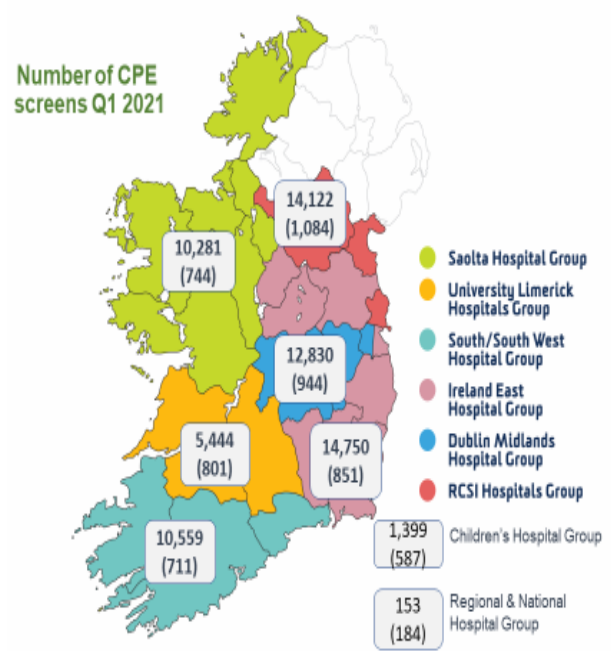 Number of CPE
screens Q1 2021
14,122
(1,084)
10,281
(744)
12,830
(944)
5,444
(801)
14,750
(851)
10,559
(711)
Saolta Hospital Group
University Limerick
Hospitals Group
South/South West
Hospital Group
Ireland East
Hospital Group
Dublin Midlands
Hospital Group
RCSI Hospitals Group
1,399
(587)
Children's Hospital Group
153
(184)
Regional & National
Hospital Group